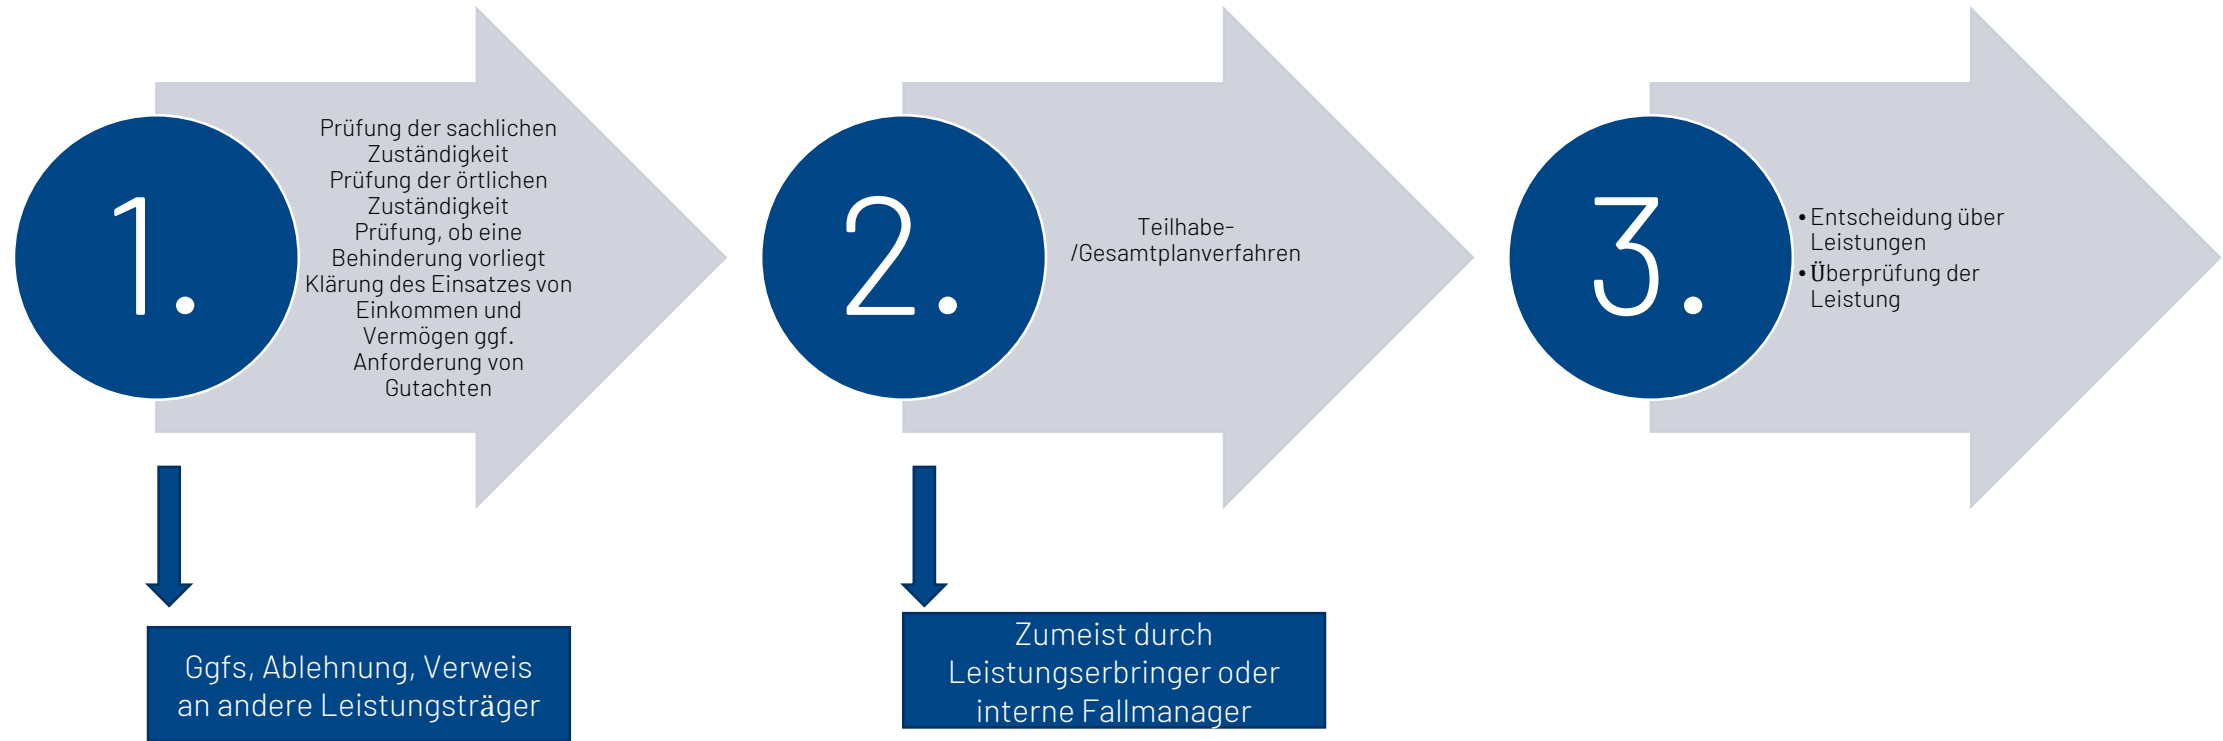 1.
Prüfung der sachlichen
Zuständigkeit
Prüfung der örtlichen
Zuständigkeit
Prüfung, ob eine
Behinderung vorliegt
Klärung des Einsatzes von
Einkommen und
Vermögen ggf.
Anforderung von
Gutachten
Ggfs, Ablehnung, Verweis
an andere Leistungsträger
2.
Teilhabe-
/Gesamtplanverfahren
Zumeist durch
Leistungserbringer oder
interne Fallmanager
3.
• Entscheidung über
Leistungen
• Überprüfung der
Leistung